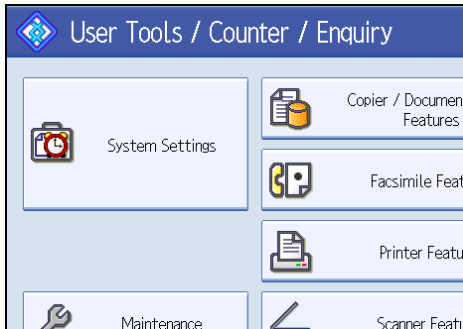 User Tools / Counter / Enquiry
System Settings
Copier / Documen
Features
Facsimile Feat
Printer Featu
Maintenance
Scanner Featu